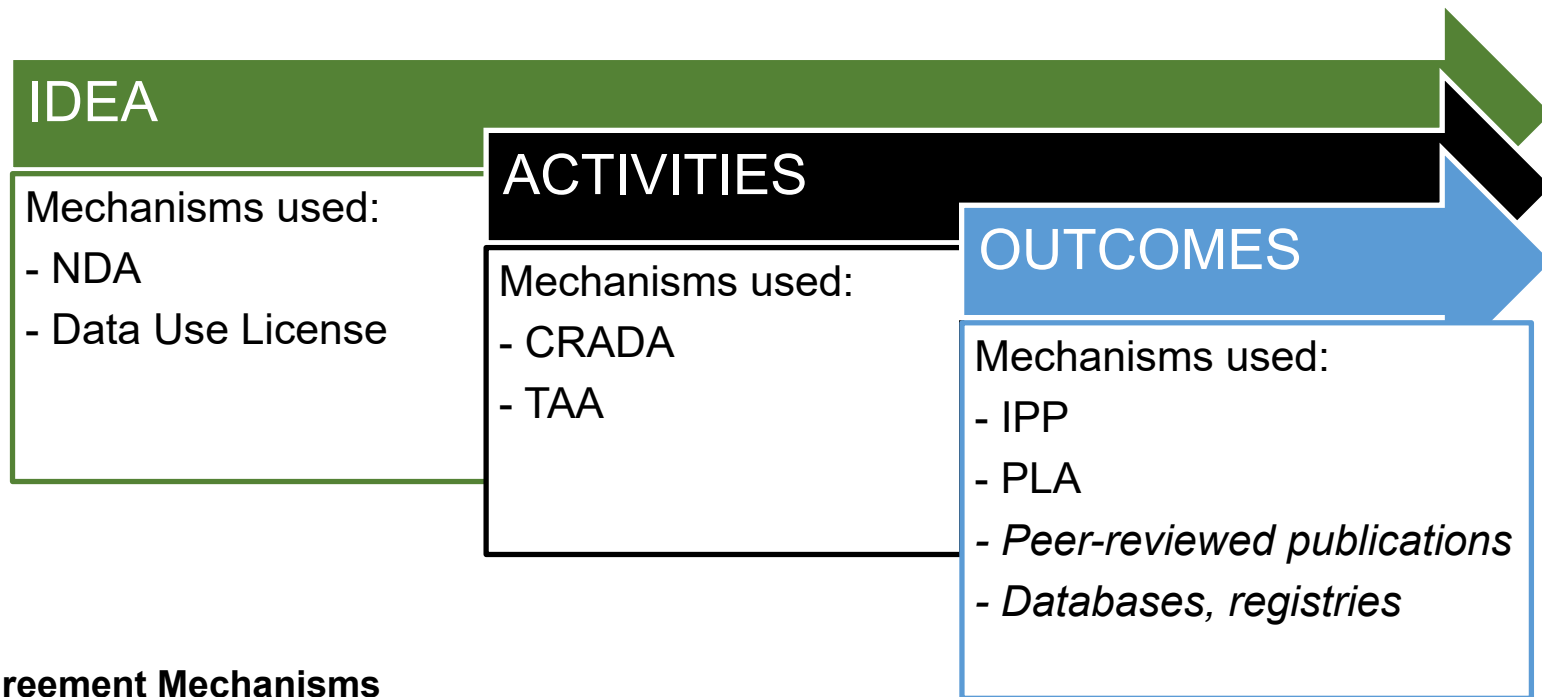 IDEA
Mechanisms used:
- NDA
- Data Use License
ACTIVITIES
Mechanisms used:
- CRADA
- TAA
OUTCOMES
Mechanisms used:
- IPP
- PLA
- Peer-reviewed publications
- Databases, registries
reement Mechanisms